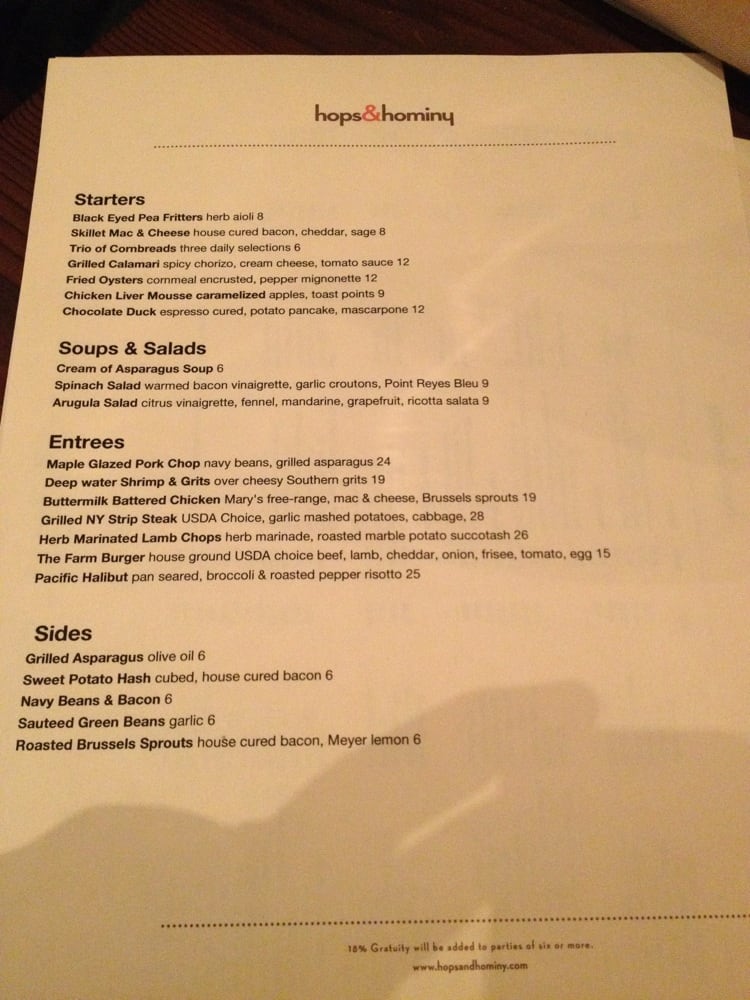 hops&hominy
Starters
Black Eyed Pea Fritters herb aioli 8
Skillet Mac & Cheese house cured bacon, cheddar, sage 8
Trio of Cornbreads three daily selections 6
Grilled Calamari spicy chorizo, cream cheese, tomato sauce 12
Fried Oysters cornmeal encrusted, pepper mignonette 12
Chicken Liver Mousse caramelized apples, toast points 9
Chocolate Duck espresso cured, potato pancake, mascarpone 12
Soups & Salads
Cream of Asparagus Soup 6
Spinach Salad warmed bacon vinaigrette, garlic croutons, Point Reyes Bleu 9
Arugula Salad citrus vinaigrette, fennel, mandarine, grapefruit, ricotta salata 9
Entrees
Maple Glazed Pork Chop navy beans, grilled asparagus 24
Deep water Shrimp & Grits over cheesy Southern grits 19
Buttermilk Battered Chicken Mary's free-range, mac & cheese, Brussels sprouts 19
Grilled NY Strip Steak USDA Choice, garlic mashed potatoes, cabbage, 28
Herb Marinated Lamb Chops herb marinade, roasted marble potato succotash 26
The Farm Burger house ground USDA choice beef, lamb, cheddar, onion, frisee, tomato, egg 15
Pacific Halibut pan seared, broccoli & roasted pepper risotto 25
Sides
Grilled Asparagus olive oil 6
Sweet Potato Hash cubed, house cured bacon 6
Navy Beans & Bacon 6
Sauteed Green Beans garlic 6
Roasted Brussels Sprouts house cured bacon, Meyer lemon 6
18% Gratuity will be added to parties of six or more.
www.hopsandhominy.com